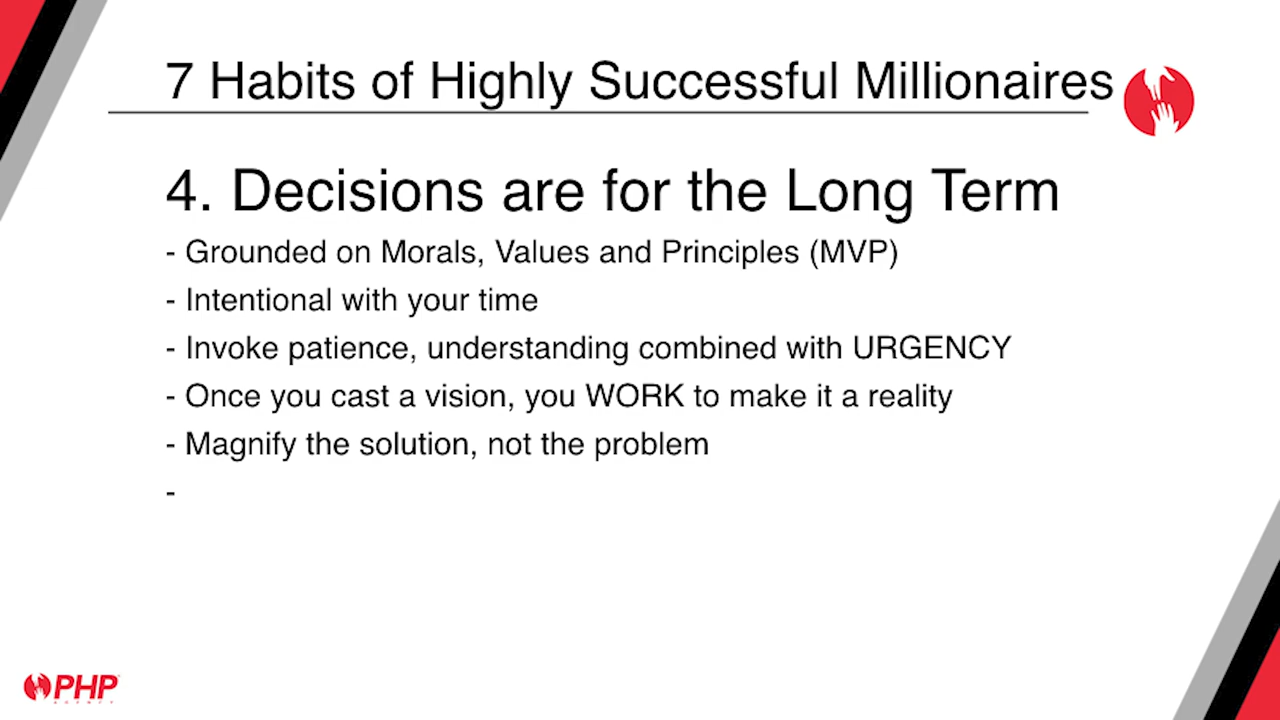 7 Habits of Highly Successful Millionaires
4. Decisions are for the Long Term
- Grounded on Morals, Values and Principles (MVP)
- Intentional with your time
- Invoke patience, understanding combined with URGENCY
- Once you cast a vision, you WORK to make it a reality
- Magnify the solution, not the problem
-
PHP
AGENCY